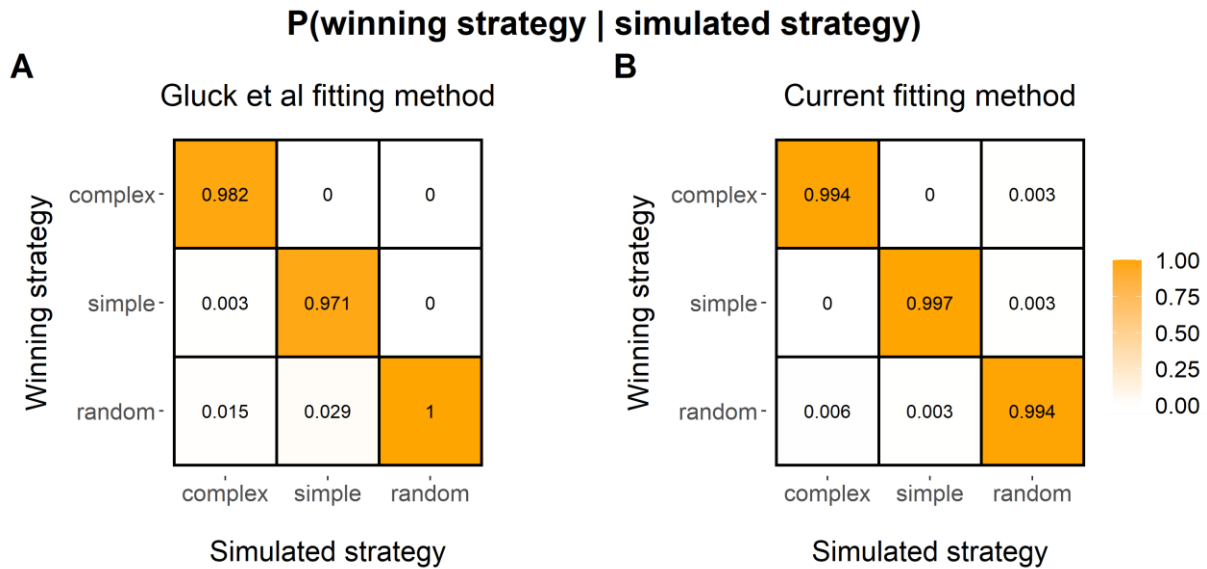 P(winning strategy | simulated strategy)
A
Gluck et al fitting method
Winning strategy
complex
0.982 0 0
simple
0.003 0.971 0
random
0.015 0.029 1
complex simple random
Simulated strategy
B
Current fitting method
Winning strategy
complex
0.994 0 0.003
simple
0 0.997 0.003
random
0.006 0.003 0.994
complex simple random
Simulated strategy
1.00
0.75
0.50
0.25
0.00